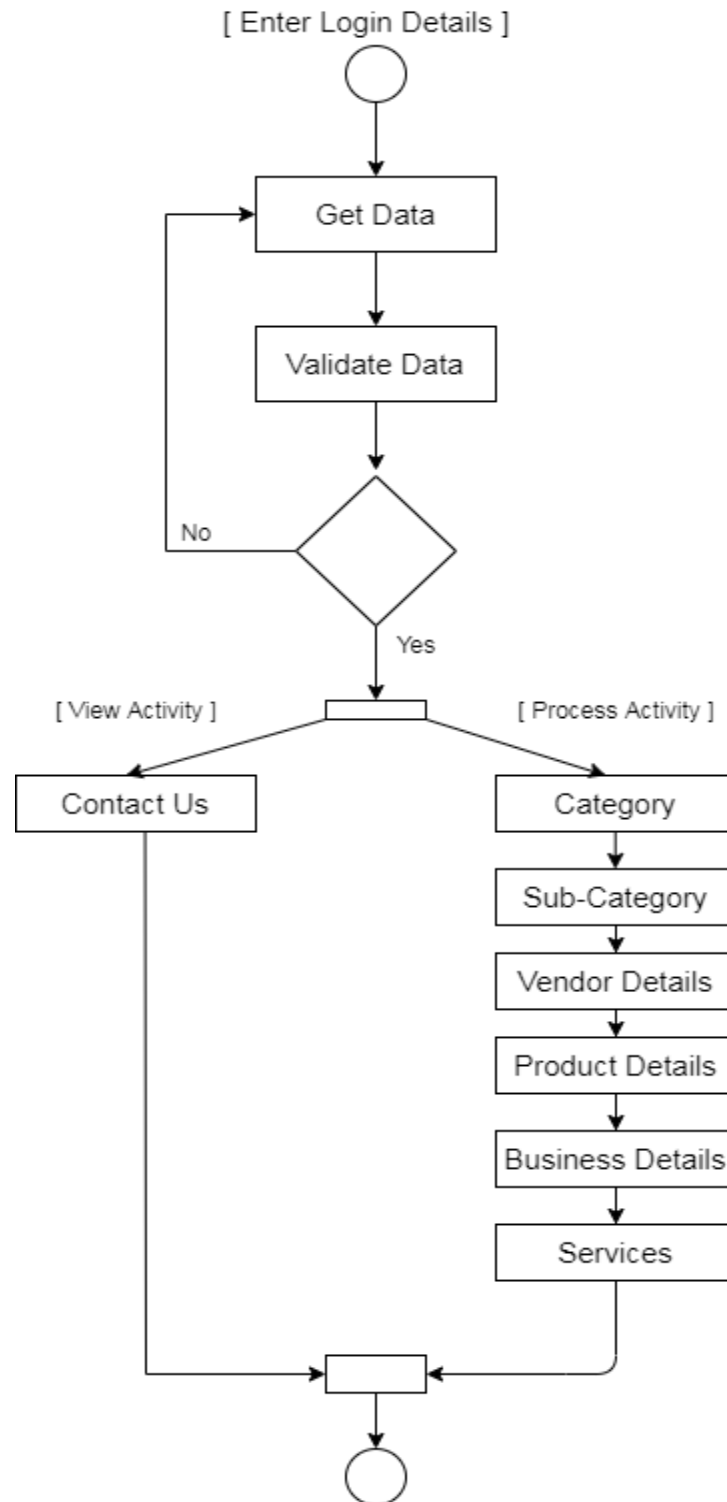 [ Enter Login Details ]
Get Data
Validate Data
No
Yes
[ View Activity ]
[ Process Activity ]
Contact Us
Category
Sub-Category
Vendor Details
Product Details
Business Details
Services